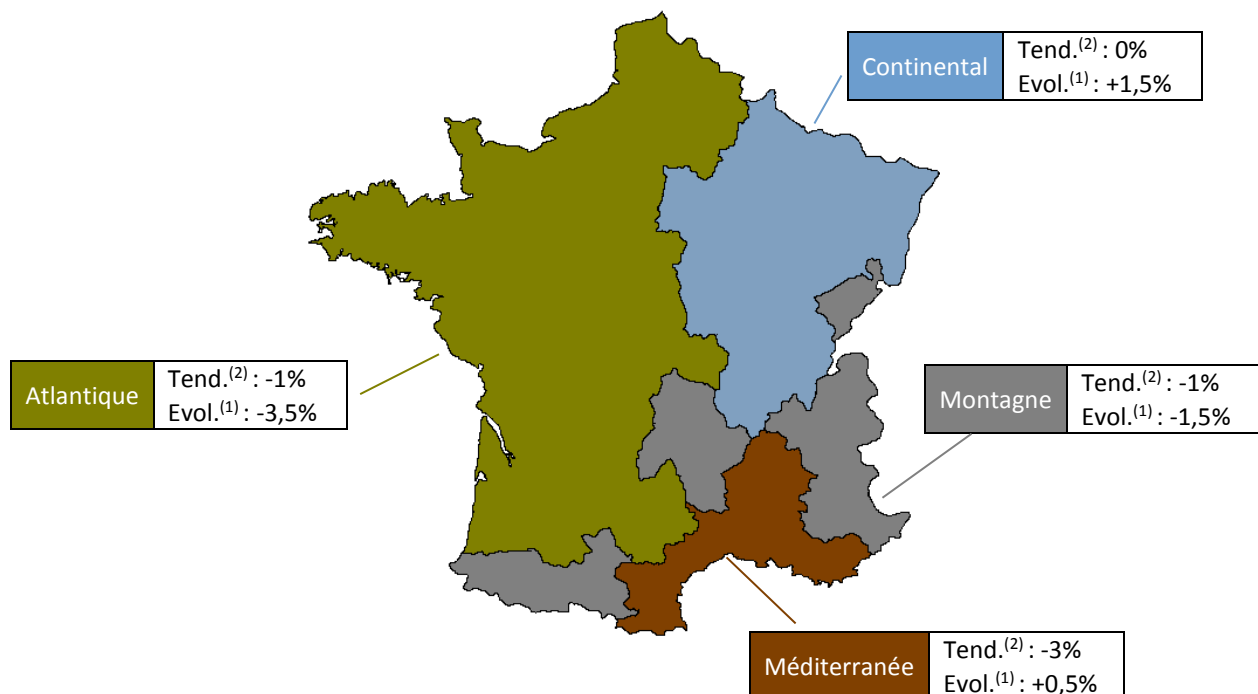 Continental
Tend.(2) : 0%
Evol.(1) : +1,5%
Atlantique
Tend.(2) : -1%
Evol.(1) : -3,5%
Montagne
Tend.(2) : -1%
Evol.(1) : -1,5%
Méditerranée
Tend.(2) : -3%
Evol.(1) : +0,5%